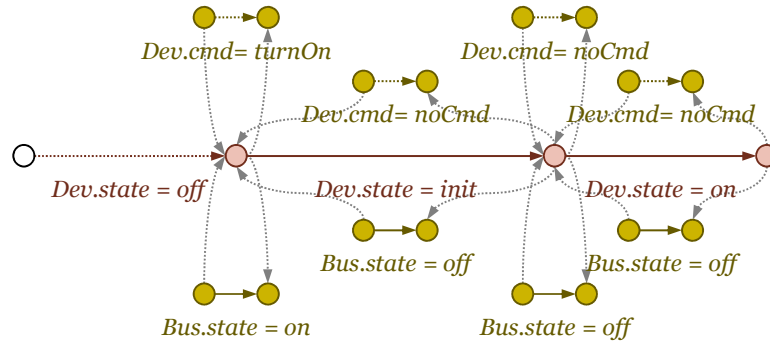 Dev.cmd= turnOn
Dev.cmd= noCmd
Dev.cmd= noCmd
Dev.cmd= noCmd
Dev.state = off
Dev.state = init
Dev.state = on
Bus.state = off
Bus.state = off
Bus.state = on
Bus.state = off